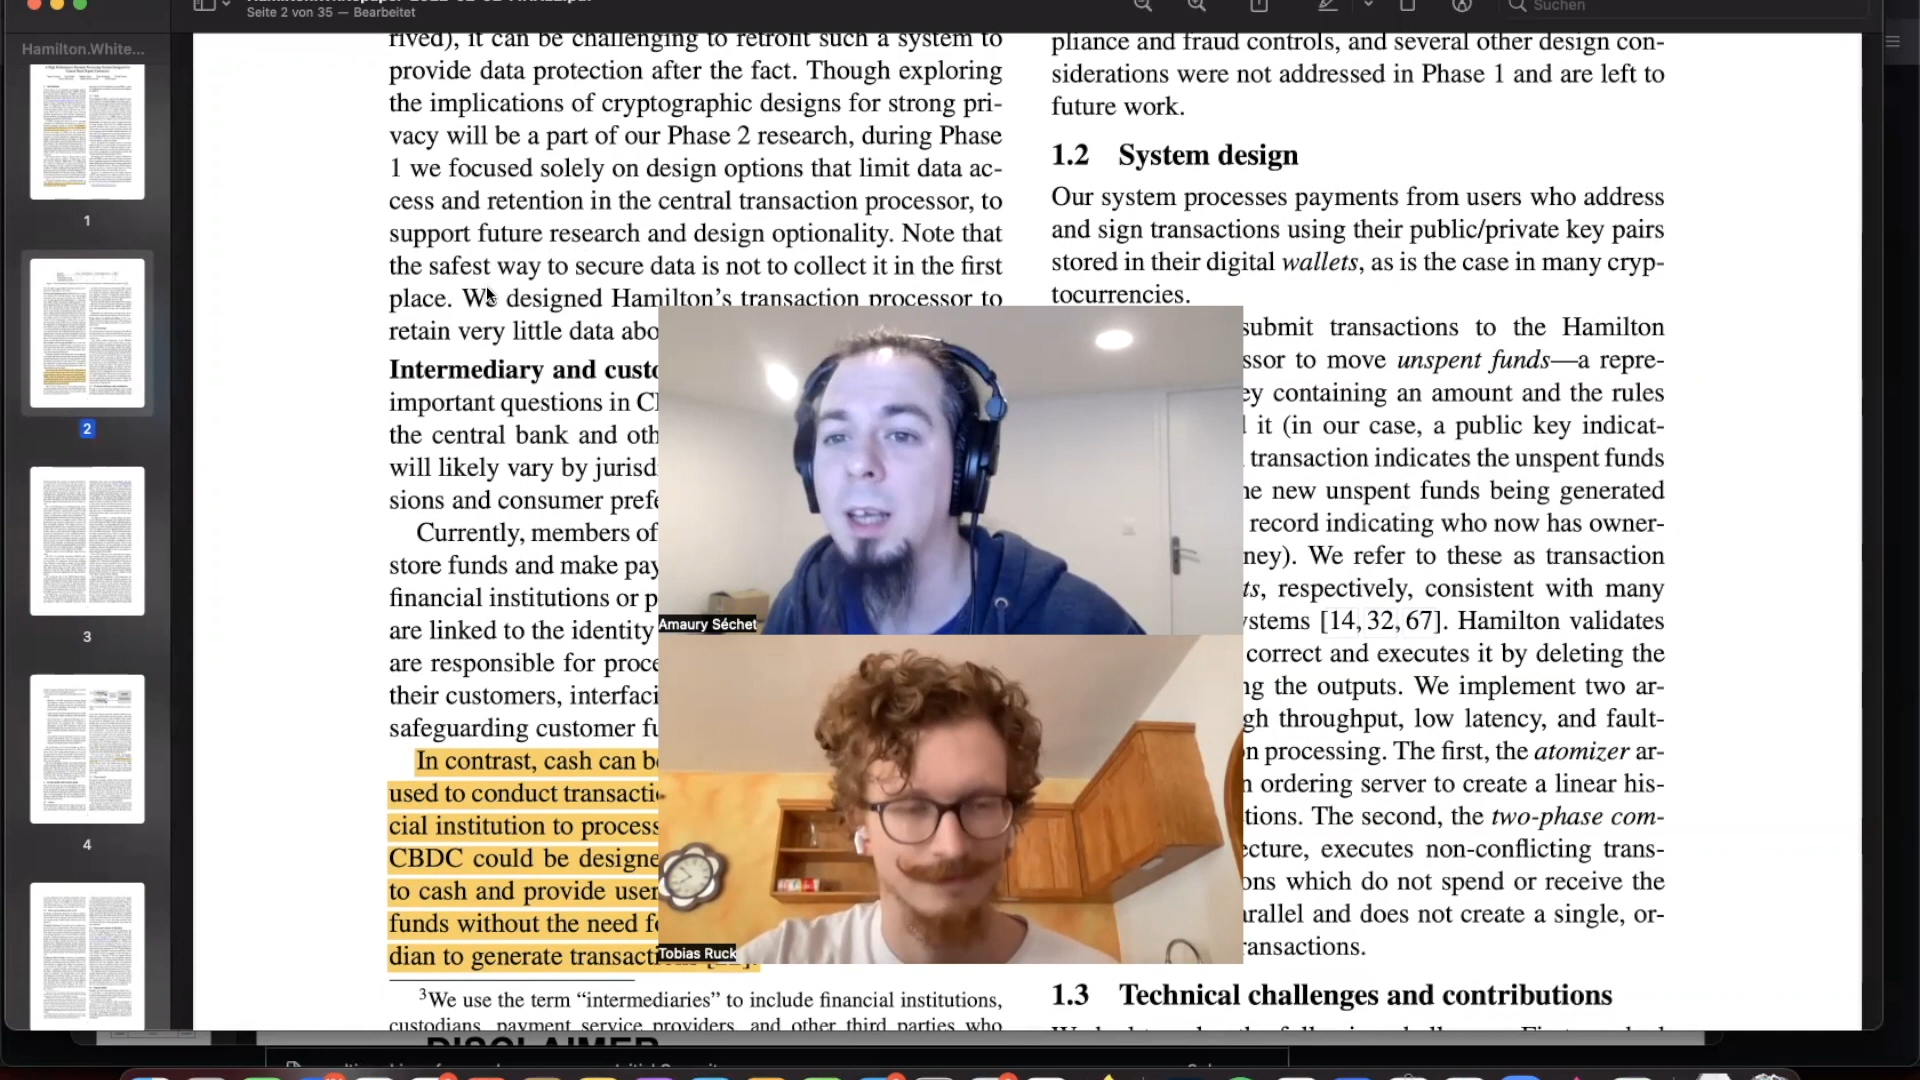 Seite 2 von 35 — Bearbeitet
Suchen
Hamilton.White...
1
2
3
4
rived), it can be challenging to retrofit such a system to
provide data protection after the fact. Though exploring
the implications of cryptographic designs for strong pri-
vacy will be a part of our Phase 2 research, during Phase
1 we focused solely on design options that limit data ac-
cess and retention in the central transaction processor, to
support future research and design optionality. Note that
the safest way to secure data is not to collect it in the first
place. We designed Hamilton's transaction processor to
retain very little data abo
Intermediary and custo
important questions in C
the central bank and oth
will likely vary by jurisd
sions and consumer prefe
Currently, members of
store funds and make pay
financial institutions or p
are linked to the identity
are responsible for proce
their customers, interfaci
safeguarding customer fu
In contrast, cash can be
used to conduct transacti
cial institution to process
CBDC could be designe
to cash and provide user
funds without the need fo
dian to generate transacti
3We use the term “intermediaries” to include financial institutions,
custodians, payment service providers, and other third parties who
pliance and fraud controls, and several other design con-
siderations were not addressed in Phase 1 and are left to
future work.
1.2 System design
Our system processes payments from users who address
and sign transactions using their public/private key pairs
stored in their digital wallets, as is the case in many cryp-
tocurrencies.
submit transactions to the Hamilton
ssor to move unspent funds—a repre-
ey containing an amount and the rules
it (in our case, a public key indicat-
transaction indicates the unspent funds
he new unspent funds being generated
record indicating who now has owner-
ney). We refer to these as transaction
ts, respectively, consistent with many
ystems [14, 32, 67]. Hamilton validates
correct and executes it by deleting the
ng the outputs. We implement two ar-
gh throughput, low latency, and fault-
n processing. The first, the atomizer ar-
n ordering server to create a linear his-
tions. The second, the two-phase com-
ecture, executes non-conflicting trans-
ons which do not spend or receive the
arallel and does not create a single, or-
ransactions.
1.3 Technical challenges and contributions
Amaury Séchet
Tobias Ruck
DISCLAIMER